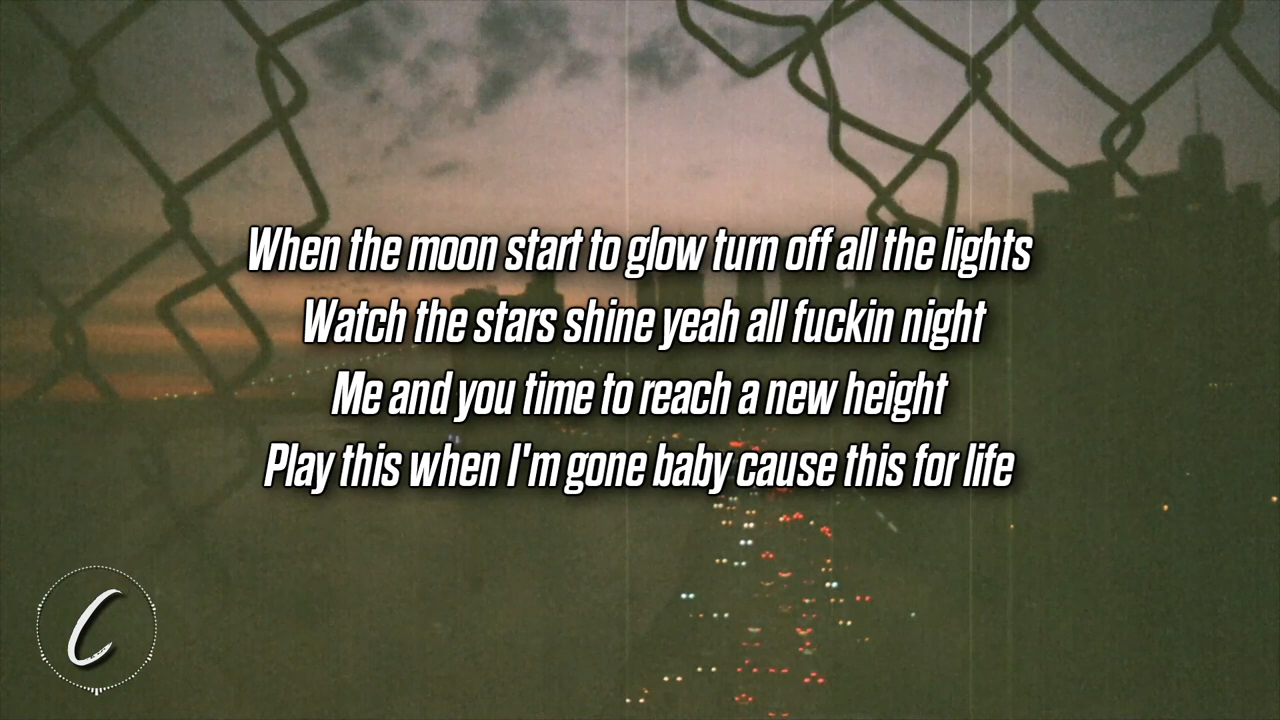 When the moon start to glow turn off all the lights
Watch the stars shine yeah all fuckin night
Me and you time to reach a new height
Play this when I'm gone baby cause this for life
C